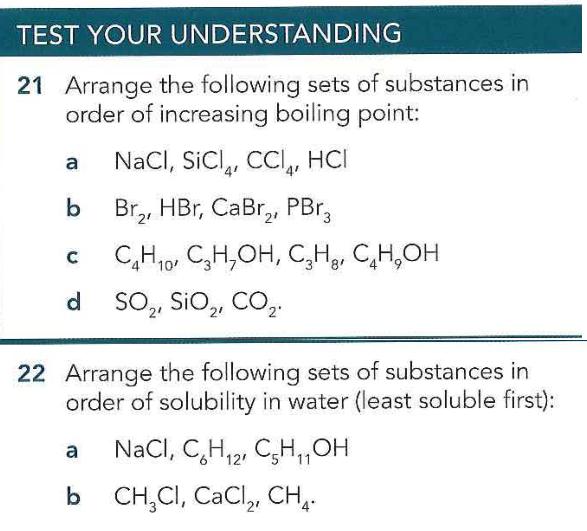 TEST YOUR UNDERSTANDING
21 Arrange the following sets of substances in
order of increasing boiling point:
a NaCl, SiCl₄, CCl₄, HCl
b Br₂, HBr, CaBr₂, PBr₃
c C₄H₁₀, C₃H₇OH, C₃H₈, C₄H₉OH
d SO₂, SiO₂, CO₂.
22 Arrange the following sets of substances in
order of solubility in water (least soluble first):
a NaCl, C₆H₁₂, C₅H₁₁OH
b CH₃Cl, CaCl₂, CH₄.